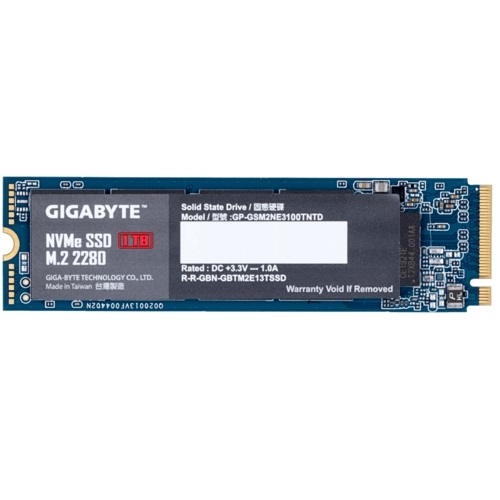 GIGABYTE™
NVMe SSD 1TB
M.2 2280
GIGA-BYTE TECHNOLOGY CO., LTD.
Made in Taiwan 台灣製造
Solid State Drive / 固態硬碟
Model / 型號 :GP-GSM2NE3100TNTD
Rated : DC +3.3V --- 1.0A
R-R-GBN-GBTM2E13TSSD
Warranty Void If Removed